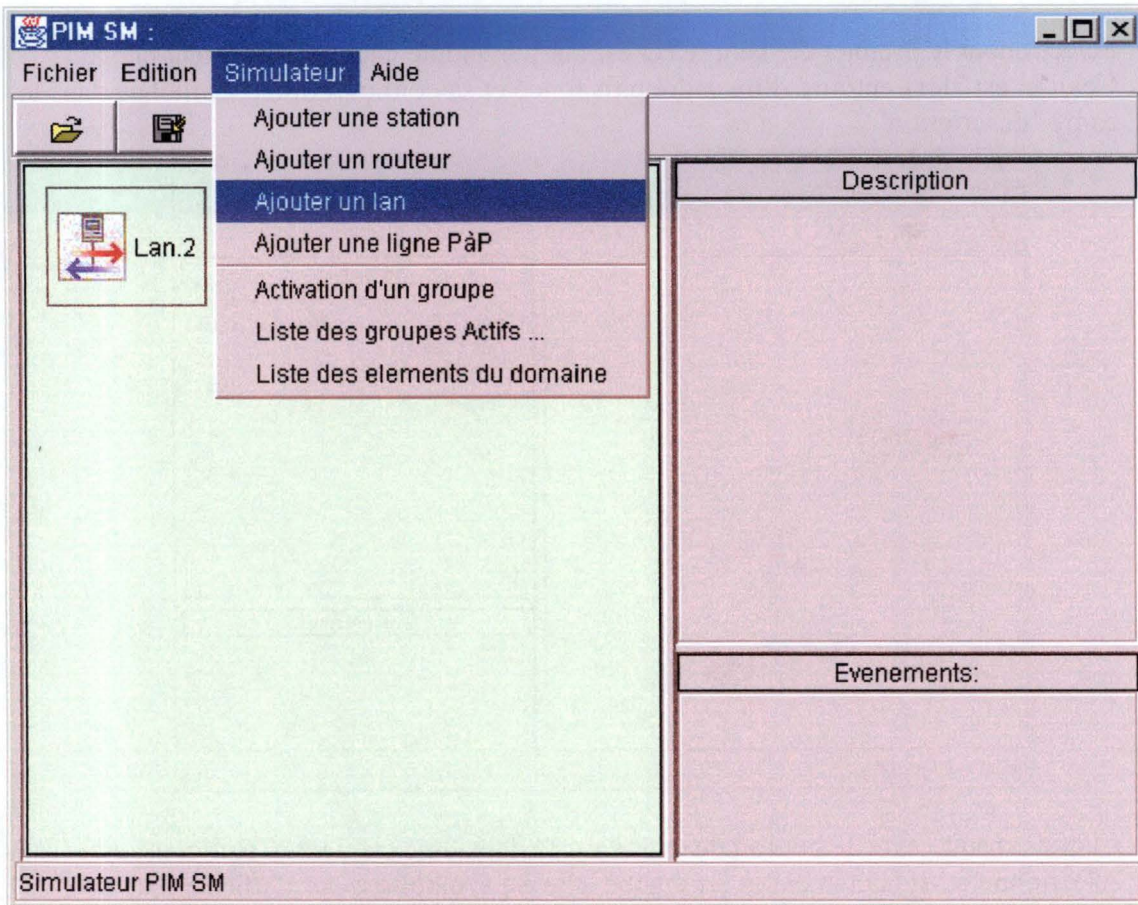 PIM SM :
Fichier Edition Simulateur Aide
Ajouter une station
Ajouter un routeur
Ajouter un lan
Ajouter une ligne PàP
Activation d'un groupe
Liste des groupes Actifs ...
Liste des elements du domaine
Lan.2
Description
Evenements:
Simulateur PIM SM